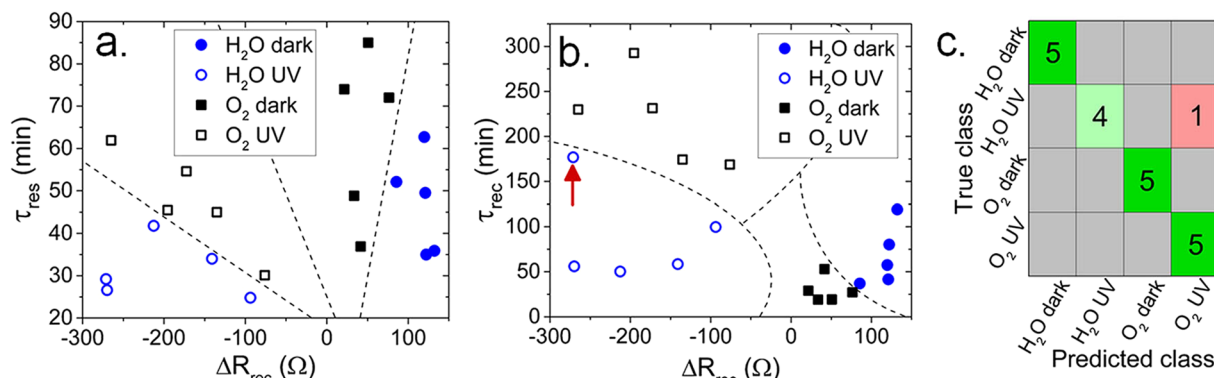 a.
H₂O dark
H₂O UV
O₂ dark
O₂ UV
90
80
70
60
50
40
30
20
τres (min)
-300 -200 -100 0 100
ΔRrec (Ω)
b.
H₂O dark
H₂O UV
O₂ dark
O₂ UV
300
250
200
150
100
50
0
τrec (min)
-300 -200 -100 0 100
ΔRrec (Ω)
c.
True class
H₂O dark
H₂O UV
O₂ dark
O₂ UV
5
4 1
5
5
H₂O dark
H₂O UV
O₂ dark
O₂ UV
Predicted class